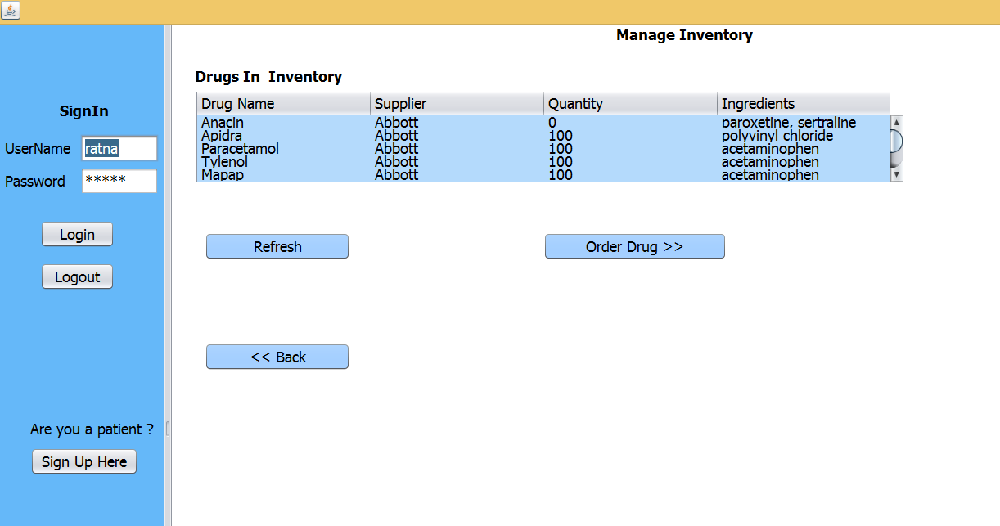 Manage Inventory
Drugs In  Inventory
Drug Name Supplier Quantity Ingredients
Anacin Abbott 0 paroxetine, sertraline
Apidra Abbott 100 polyvinyl chloride
Paracetamol Abbott 100 acetaminophen
Tylenol Abbott 100 acetaminophen
Mapap Abbott 100 acetaminophen
Refresh Order Drug >>
<< Back
SignIn
UserName ratna
Password *****
Login
Logout
Are you a patient ?
Sign Up Here